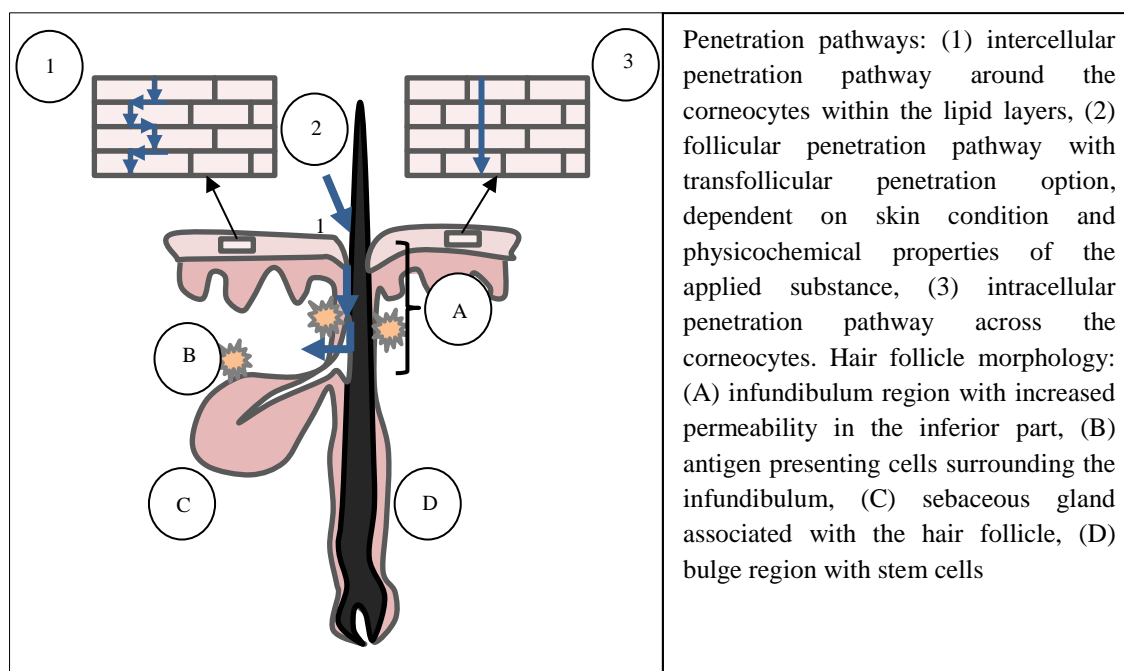 1
3
2
1
A
B
C
D
Penetration pathways: (1) intercellular
penetration pathway around the
corneocytes within the lipid layers, (2)
follicular penetration pathway with
transfollicular penetration option,
dependent on skin condition and
physicochemical properties of the
applied substance, (3) intracellular
penetration pathway across the
corneocytes. Hair follicle morphology:
(A) infundibulum region with increased
permeability in the inferior part, (B)
antigen presenting cells surrounding the
infundibulum, (C) sebaceous gland
associated with the hair follicle, (D)
bulge region with stem cells